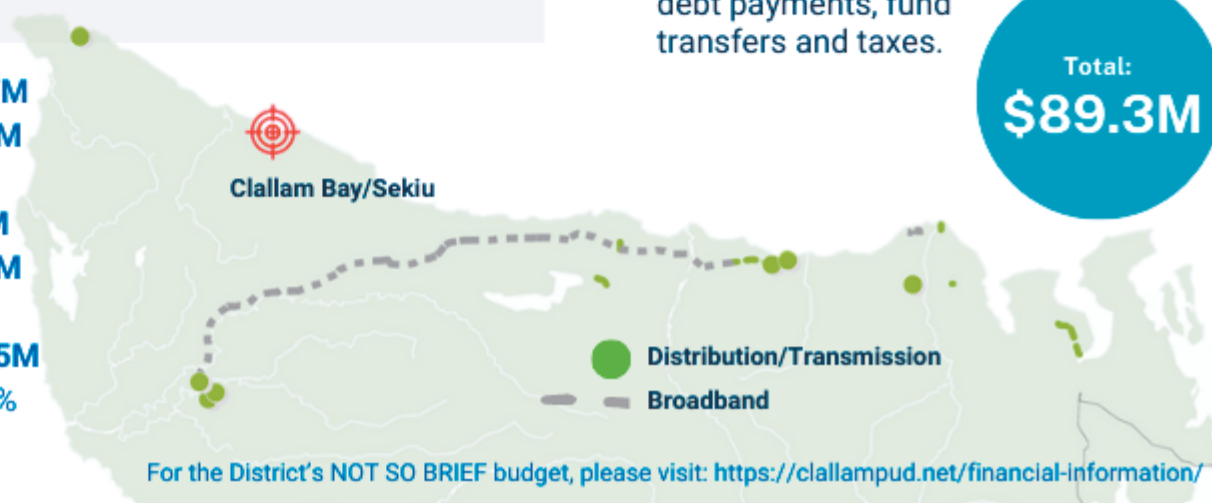 debt payments, fund
transfers and taxes.
Total:
$89.3M
M
M
Clallam Bay/Sekiu
M
M
Distribution/Transmission
5M
Broadband
%
For the District's NOT SO BRIEF budget, please visit: https://clallampud.net/financial-information/